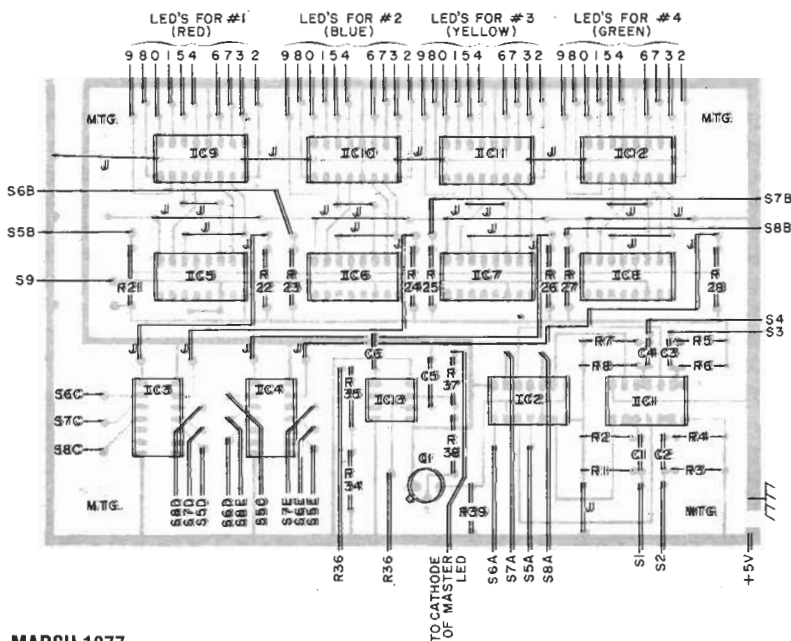 LED'S FOR #1 LED'S FOR #2 LED'S FOR #3 LED'S FOR #4
(RED) (BLUE) (YELLOW) (GREEN)
9 8 0 1 5 4 6 7 3 2 9 8 0 1 5 4 6 7 3 2 9 8 0 1 5 4 6 7 3 2 9 8 0 1 5 4 6 7 3 2
MTG. MTG.
IC9 IC10 IC11 IC12
J J J J
S6B S7B
J J J J J J J J
S5B J J J J S8B
S9 IC5 IC6 IC7 IC8
R21 R22 R23 R24 R25 R26 R27 R28
S4
S3
J J J J C6 R7 C4 C3 R5
R8 R6
IC3 IC4 R35 IC13 C5 R37 IC2 IC1
S6C
S7C
S8C
R38 R2 C1 C2 R4
R34 Q1 R1 R3
MTG. S8D S7D S5D S6D S8E S5C S7E S6E S9E R39 J MTG.
R36 R36 TO CATHODE OF MASTER LED S6A S7A S5A S8A S1 S2 +5V
MARCH 1977